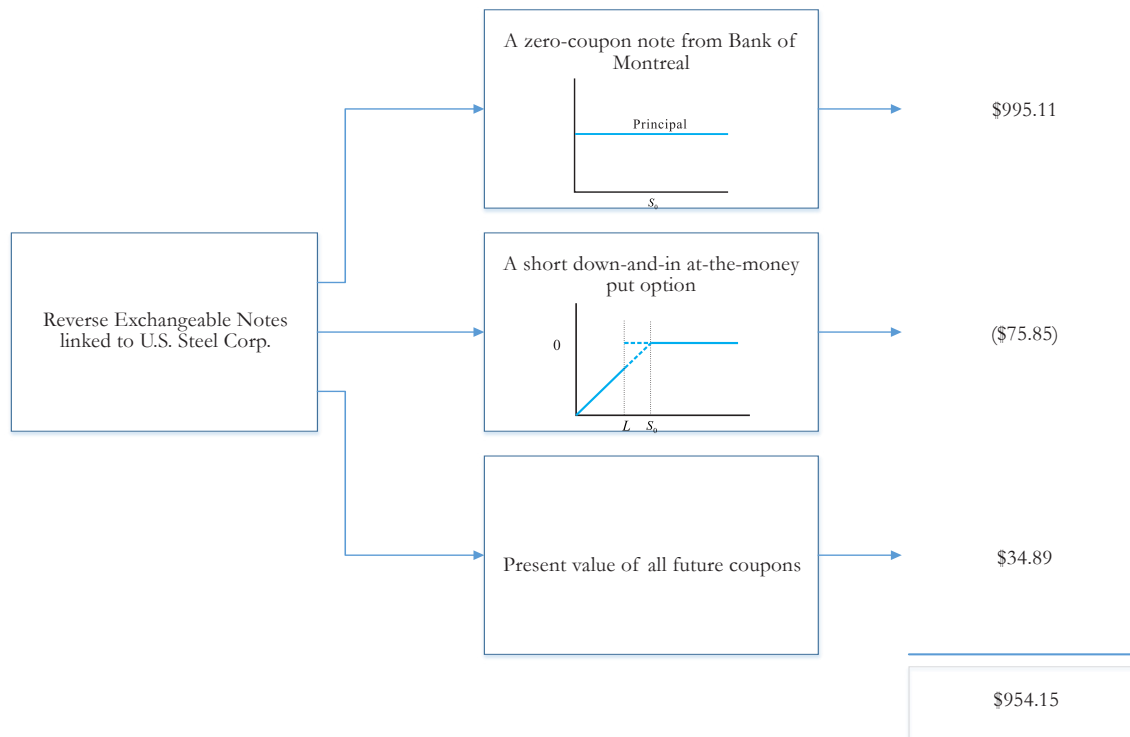 A zero-coupon note from Bank of
Montreal
Principal
S₀
$995.11
Reverse Exchangeable Notes
linked to U.S. Steel Corp.
A short down-and-in at-the-money
put option
0
L S₀
($75.85)
Present value of all future coupons
$34.89
$954.15